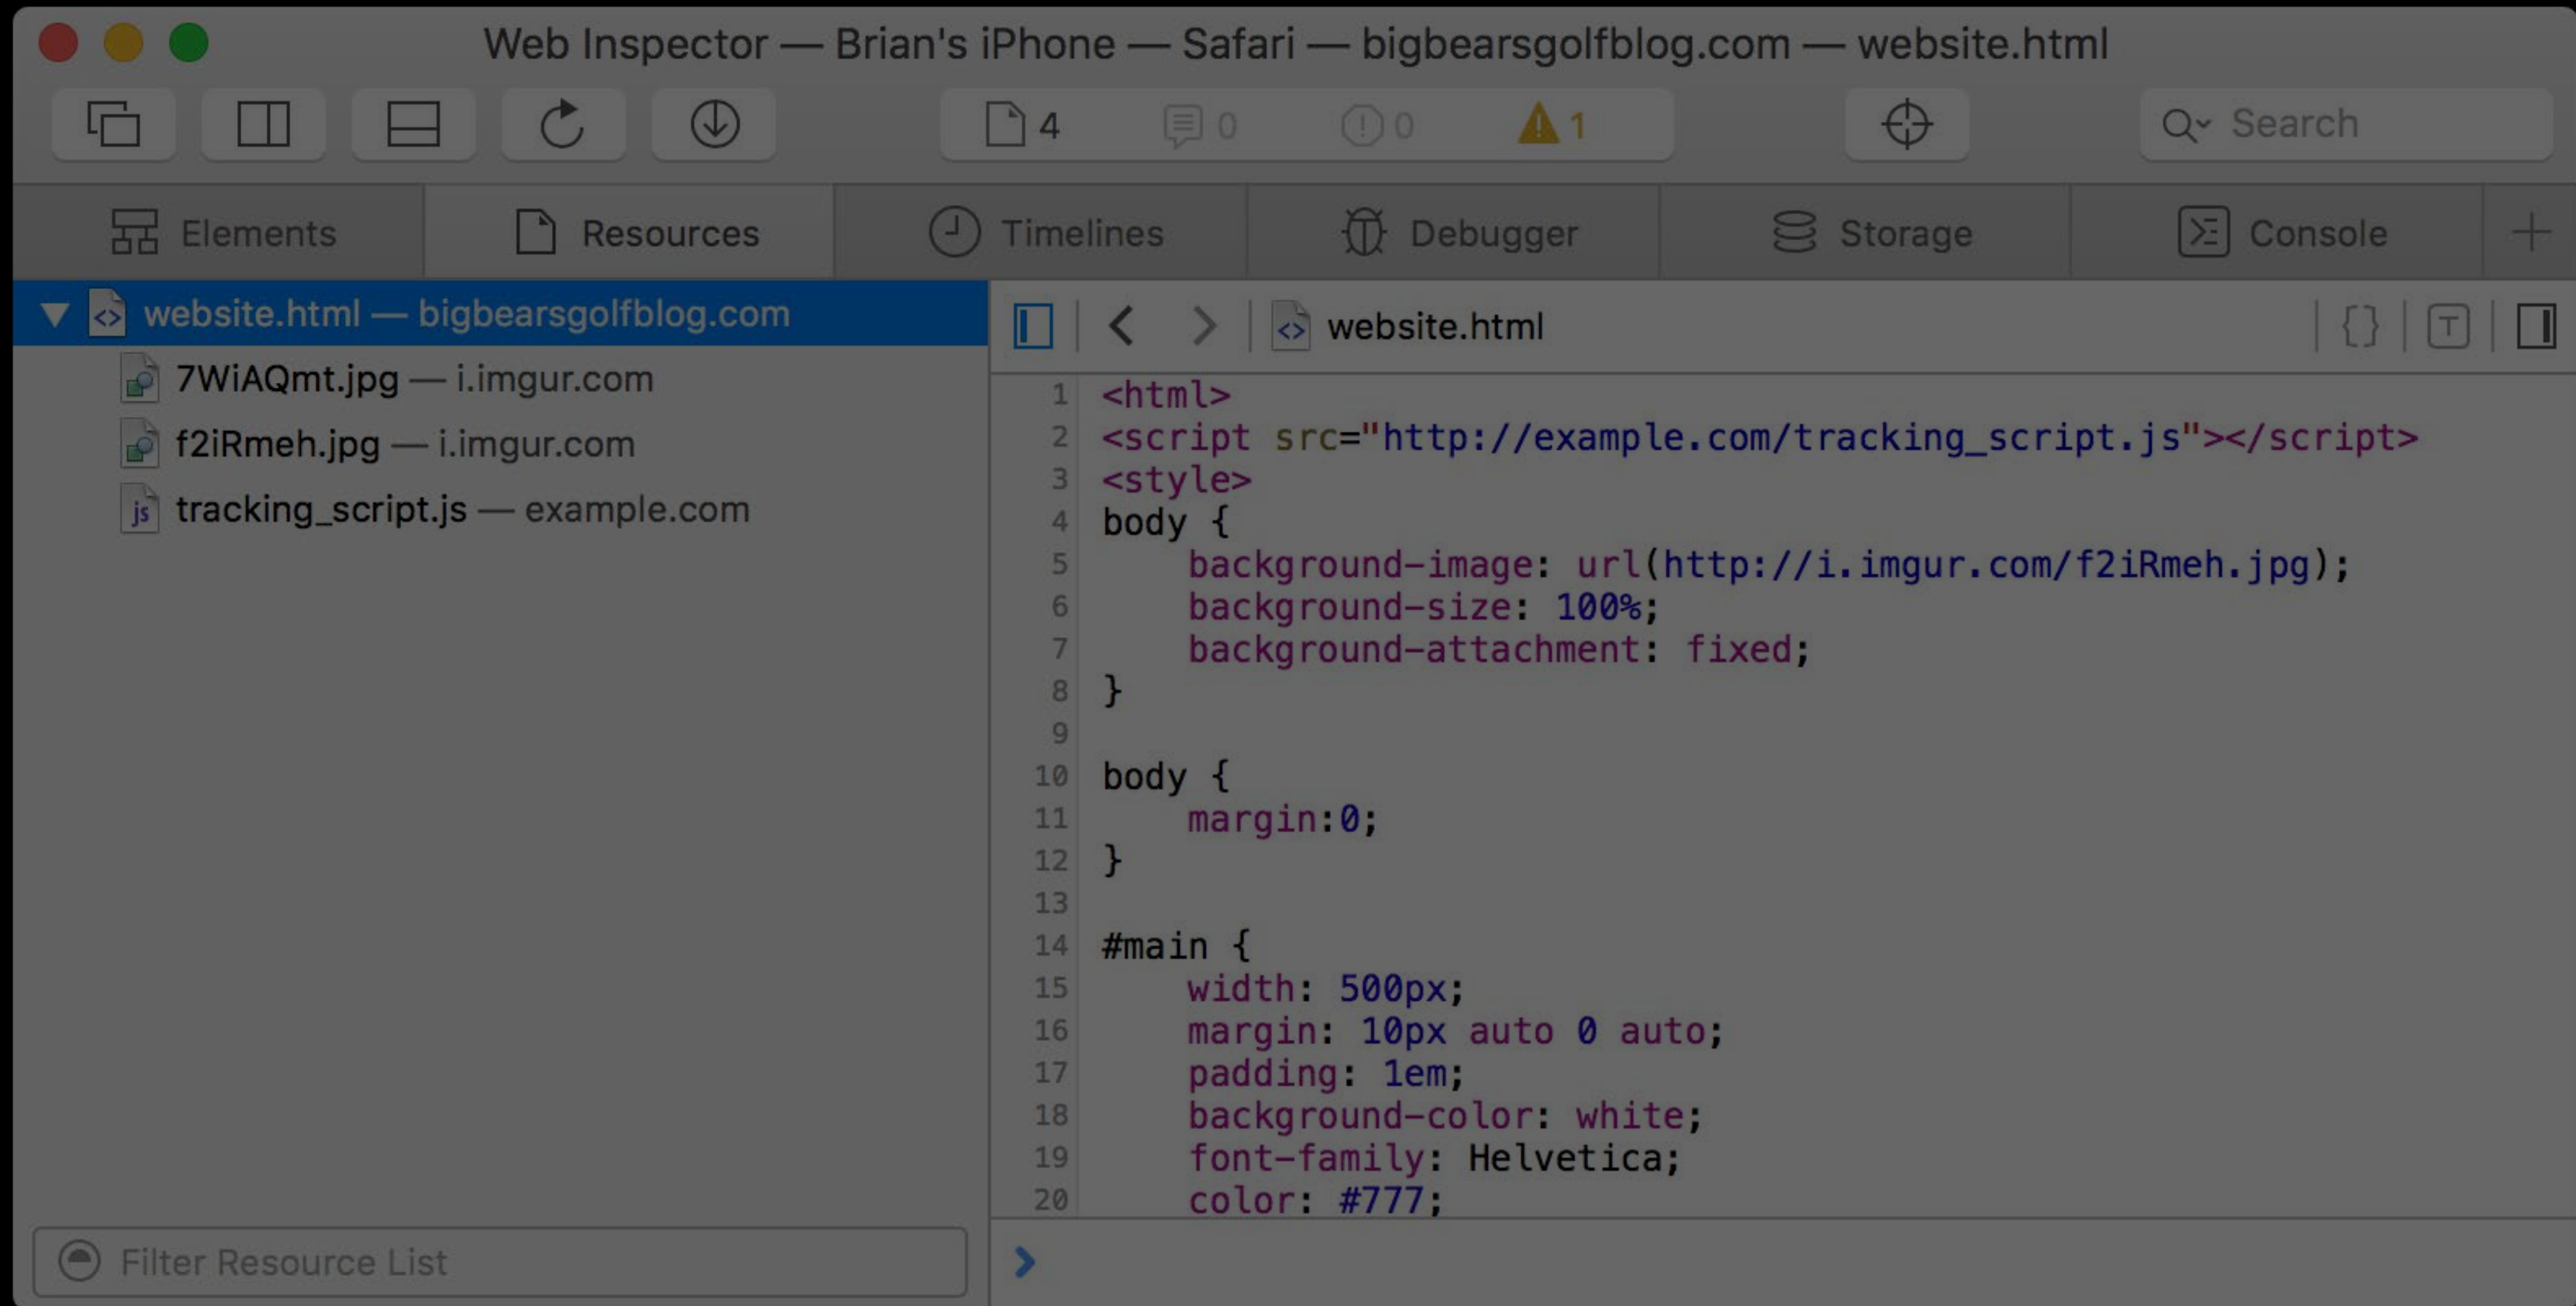 Web Inspector — Brian's iPhone — Safari — bigbearsgolfblog.com — website.html
4 0 0 1 Search
Elements Resources Timelines Debugger Storage Console
website.html — bigbearsgolfblog.com
7WiAQmt.jpg — i.imgur.com
f2iRmeh.jpg — i.imgur.com
js tracking_script.js — example.com
Filter Resource List
website.html
1 <html>
2 <script src="http://example.com/tracking_script.js"></script>
3 <style>
4 body {
5     background-image: url(http://i.imgur.com/f2iRmeh.jpg);
6     background-size: 100%;
7     background-attachment: fixed;
8 }
9
10 body {
11     margin:0;
12 }
13
14 #main {
15     width: 500px;
16     margin: 10px auto 0 auto;
17     padding: 1em;
18     background-color: white;
19     font-family: Helvetica;
20     color: #777;